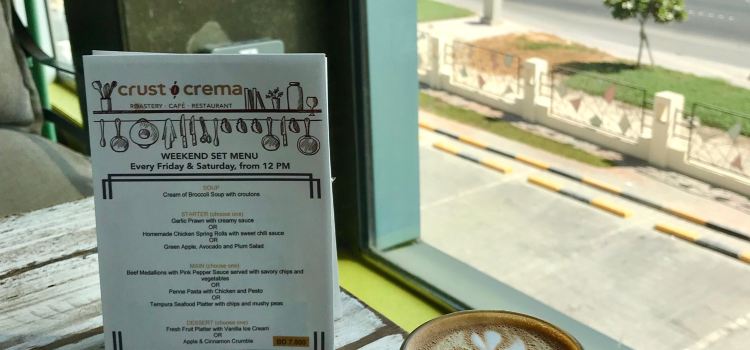 crust & crema
ROASTERY · CAFÉ · RESTAURANT
WEEKEND SET MENU
Every Friday & Saturday, from 12 PM
SOUP
Cream of Broccoli Soup with croutons
STARTER (choose one)
Garlic Prawn with creamy sauce
OR
Homemade Chicken Spring Rolls with sweet chili sauce
OR
Green Apple, Avocado and Plum Salad
MAIN (choose one)
Beef Medallions with Pink Pepper Sauce served with savory chips and
vegetables
OR
Penne Pasta with Chicken and Pesto
OR
Tempura Seafood Platter with chips and mushy peas
DESSERT (choose one)
Fresh Fruit Platter with Vanilla Ice Cream
OR
Apple & Cinnamon Crumble
BD 7.800